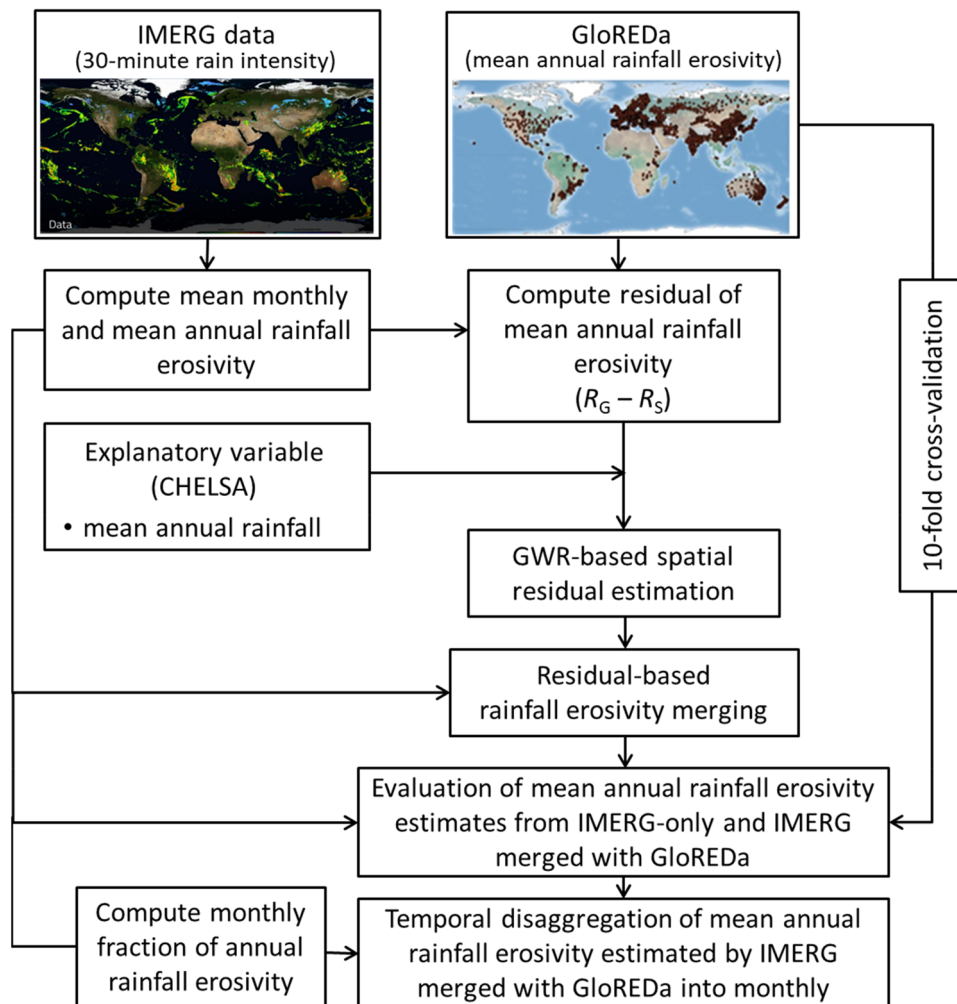 IMERG data
(30-minute rain intensity)
Data
GloREDa
(mean annual rainfall erosivity)
Compute mean monthly
and mean annual rainfall
erosivity
Compute residual of
mean annual rainfall
erosivity
(RG – RS)
10-fold cross-validation
Explanatory variable
(CHELSA)
• mean annual rainfall
GWR-based spatial
residual estimation
Residual-based
rainfall erosivity merging
Evaluation of mean annual rainfall erosivity
estimates from IMERG-only and IMERG
merged with GloREDa
Compute monthly
fraction of annual
rainfall erosivity
Temporal disaggregation of mean annual
rainfall erosivity estimated by IMERG
merged with GloREDa into monthly